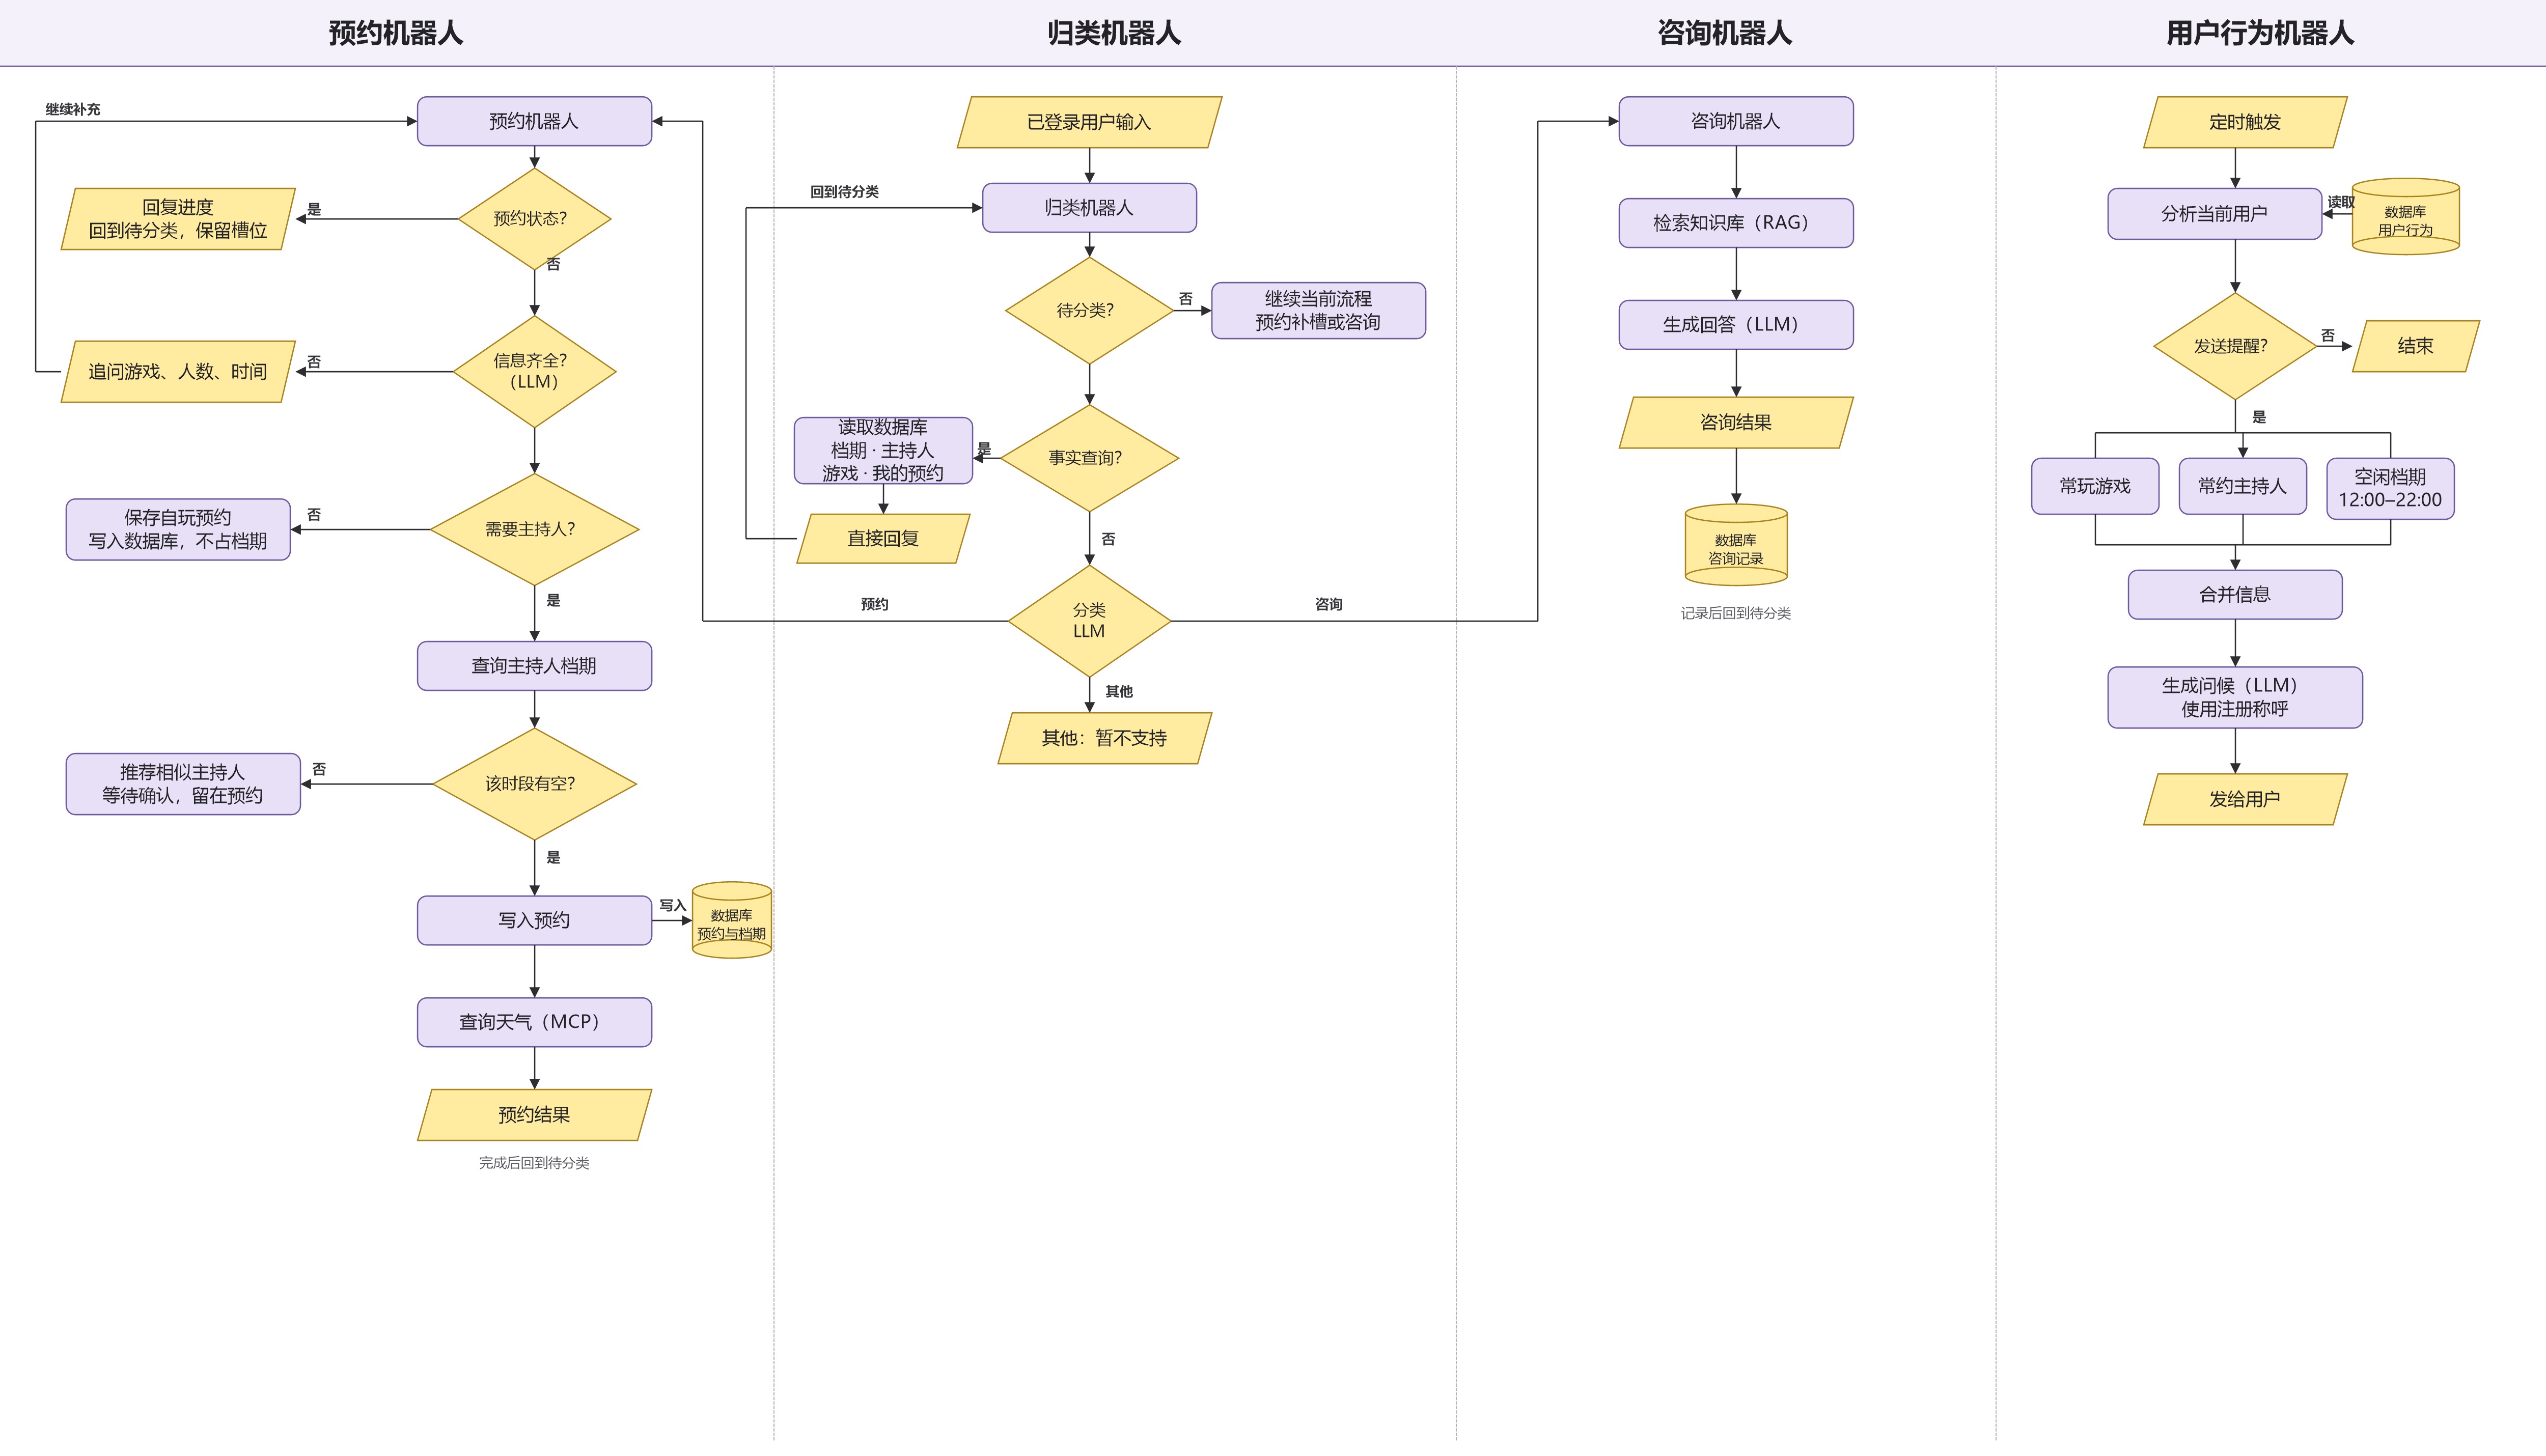 预约机器人
归类机器人
咨询机器人
用户行为机器人
继续补充
预约机器人
预约状态?
是
回复进度
回到待分类，保留槽位
否
信息齐全?
（LLM）
否
追问游戏、人数、时间
需要主持人?
否
保存自玩预约
写入数据库，不占档期
是
查询主持人档期
该时段有空?
否
推荐相似主持人
等待确认，留在预约
是
写入预约
写入
数据库
预约与档期
查询天气（MCP）
预约结果
完成后回到待分类
已登录用户输入
回到待分类
归类机器人
待分类?
否
继续当前流程
预约补槽或咨询
事实查询?
是
读取数据库
档期 · 主持人
游戏 · 我的预约
直接回复
否
预约
分类
LLM
咨询
其他
其他：暂不支持
咨询机器人
检索知识库（RAG）
生成回答（LLM）
咨询结果
数据库
咨询记录
记录后回到待分类
定时触发
分析当前用户
读取
数据库
用户行为
发送提醒?
否
结束
是
常玩游戏
常约主持人
空闲档期
12:00–22:00
合并信息
生成问候（LLM）
使用注册称呼
发给用户